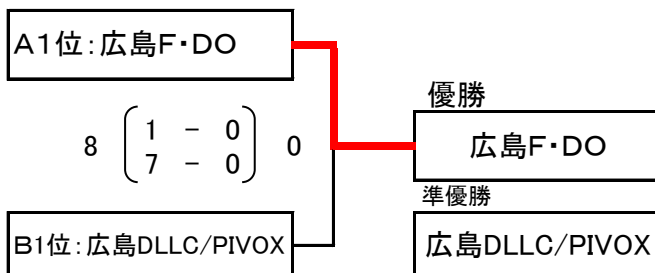 A1位：広島F・DO
優勝
8 1 － 0 0
7 － 0
広島F・DO
準優勝
B1位：広島DLLC/PIVOX
広島DLLC/PIVOX